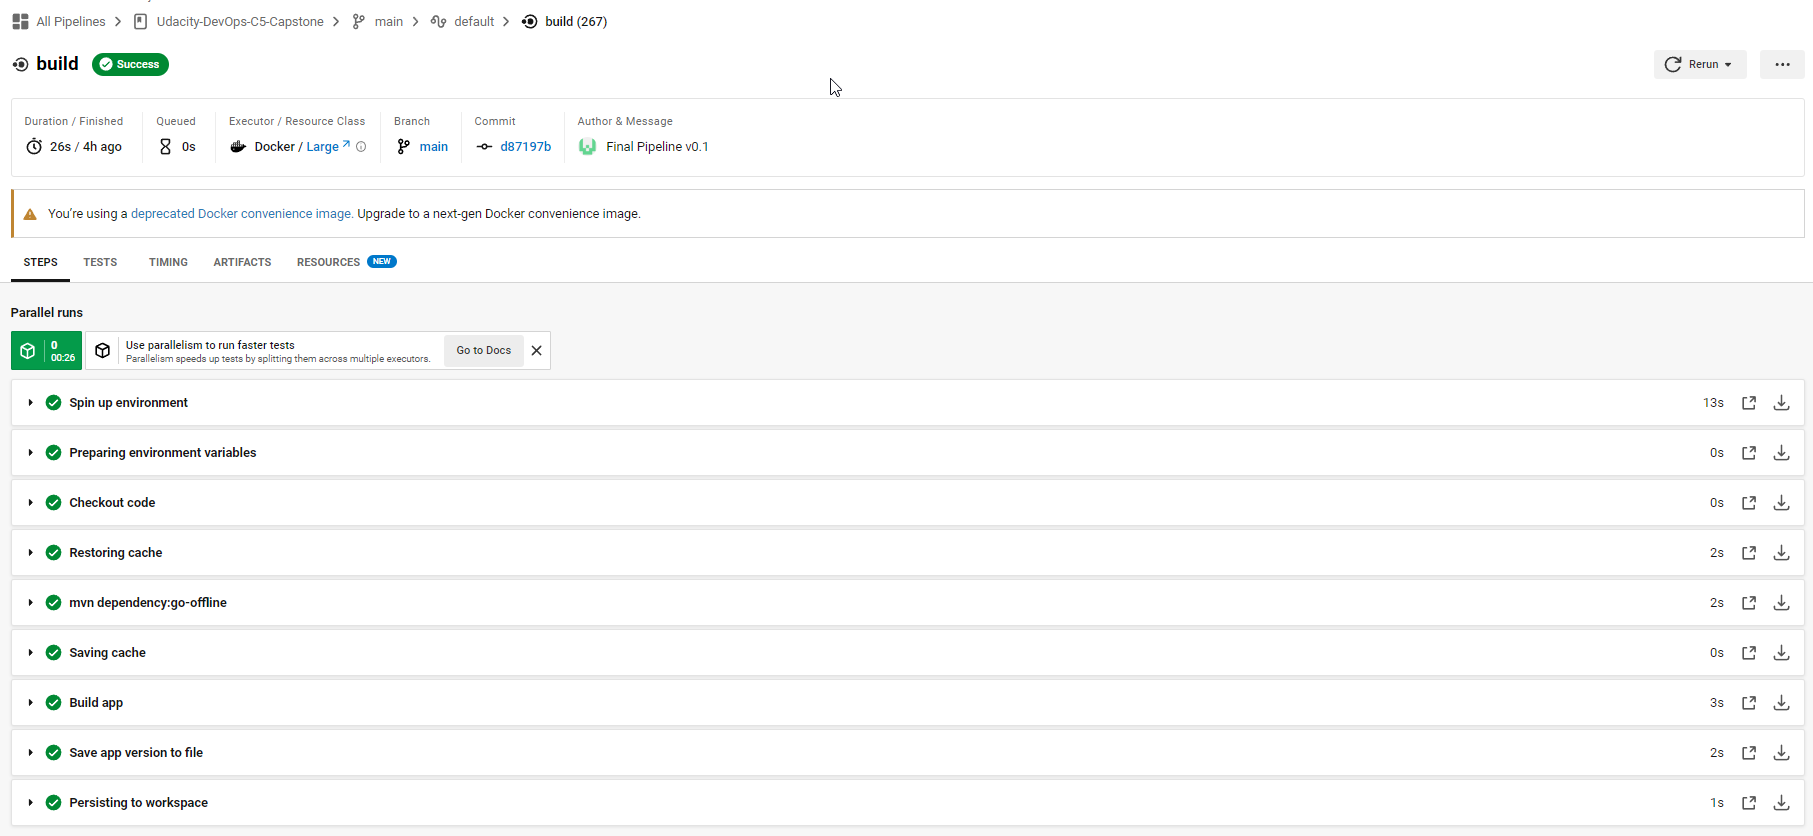 All Pipelines Udacity-DevOps-C5-Capstone main default build (267)
build Success Rerun
Duration / Finished Queued Executor / Resource Class Branch Commit Author & Message
26s / 4h ago 0s Docker / Large main d87197b Final Pipeline v0.1
You're using a deprecated Docker convenience image. Upgrade to a next-gen Docker convenience image.
STEPS TESTS TIMING ARTIFACTS RESOURCES NEW
Parallel runs
0
00:26
Use parallelism to run faster tests
Parallelism speeds up tests by splitting them across multiple executors.
Go to Docs
Spin up environment 13s
Preparing environment variables 0s
Checkout code 0s
Restoring cache 2s
mvn dependency:go-offline 2s
Saving cache 0s
Build app 3s
Save app version to file 2s
Persisting to workspace 1s